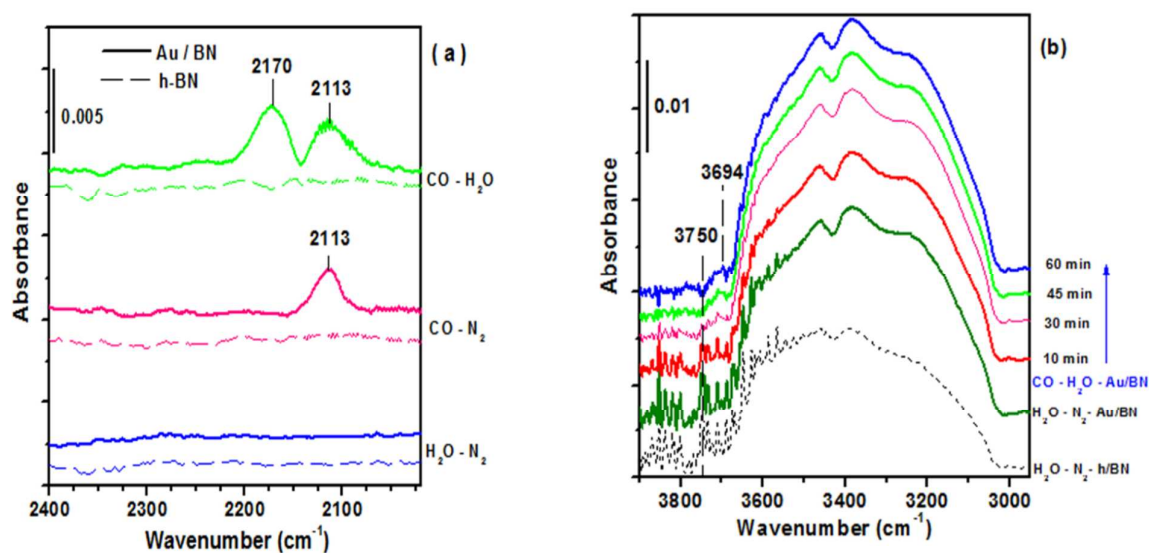 (a)
Au / BN
h-BN
2170
2113
0.005
CO - H₂O
2113
CO - N₂
H₂O - N₂
Absorbance
2400 2300 2200 2100
Wavenumber (cm⁻¹)
(b)
0.01
3694
3750
60 min
45 min
30 min
10 min
CO - H₂O - Au/BN
H₂O - N₂ - Au/BN
H₂O - N₂ - h/BN
Absorbance
3800 3600 3400 3200 3000
Wavenumber (cm⁻¹)